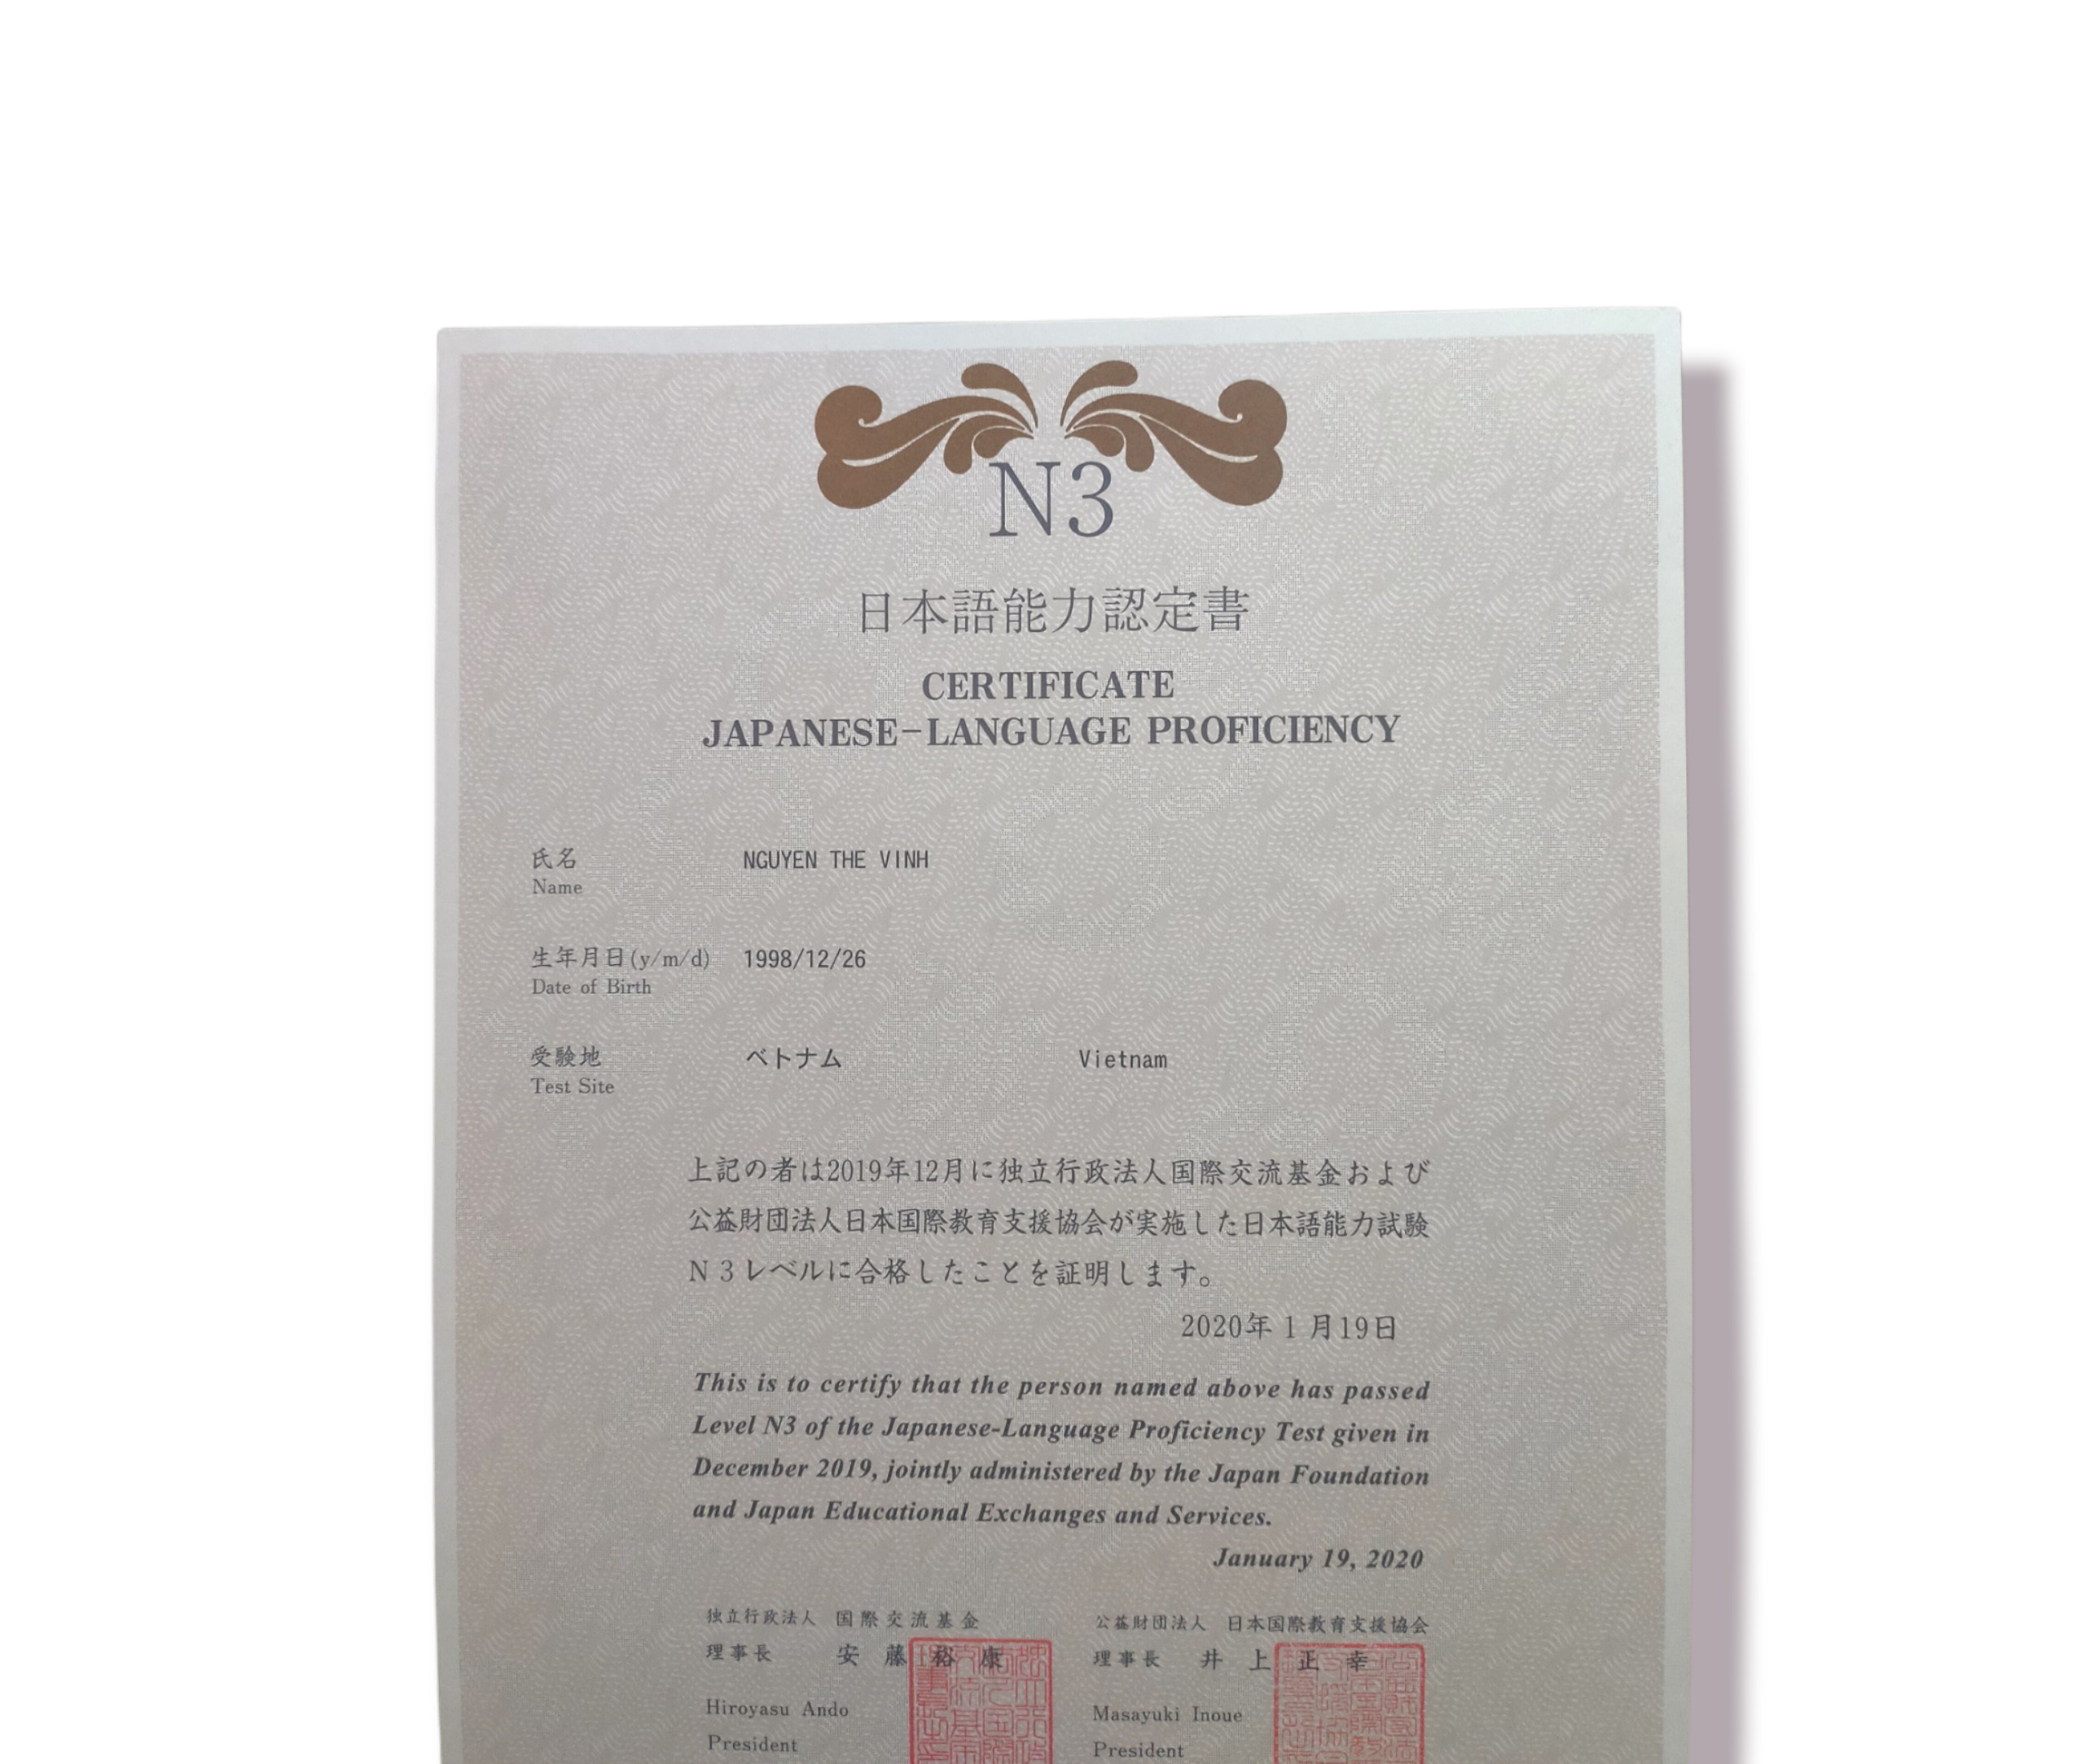 N3
日本語能力認定書
CERTIFICATE
JAPANESE-LANGUAGE PROFICIENCY
氏名 NGUYEN THE VINH
Name
生年月日(y/m/d) 1998/12/26
Date of Birth
受験地 ベトナム Vietnam
Test Site
上記の者は2019年12月に独立行政法人国際交流基金および
公益財団法人日本国際教育支援協会が実施した日本語能力試験
N3レベルに合格したことを証明します。
2020年1月19日
This is to certify that the person named above has passed
Level N3 of the Japanese-Language Proficiency Test given in
December 2019, jointly administered by the Japan Foundation
and Japan Educational Exchanges and Services.
January 19, 2020
独立行政法人 国際交流基金 公益財団法人 日本国際教育支援協会
理事長 安藤裕康 理事長 井上正幸
Hiroyasu Ando Masayuki Inoue
President President